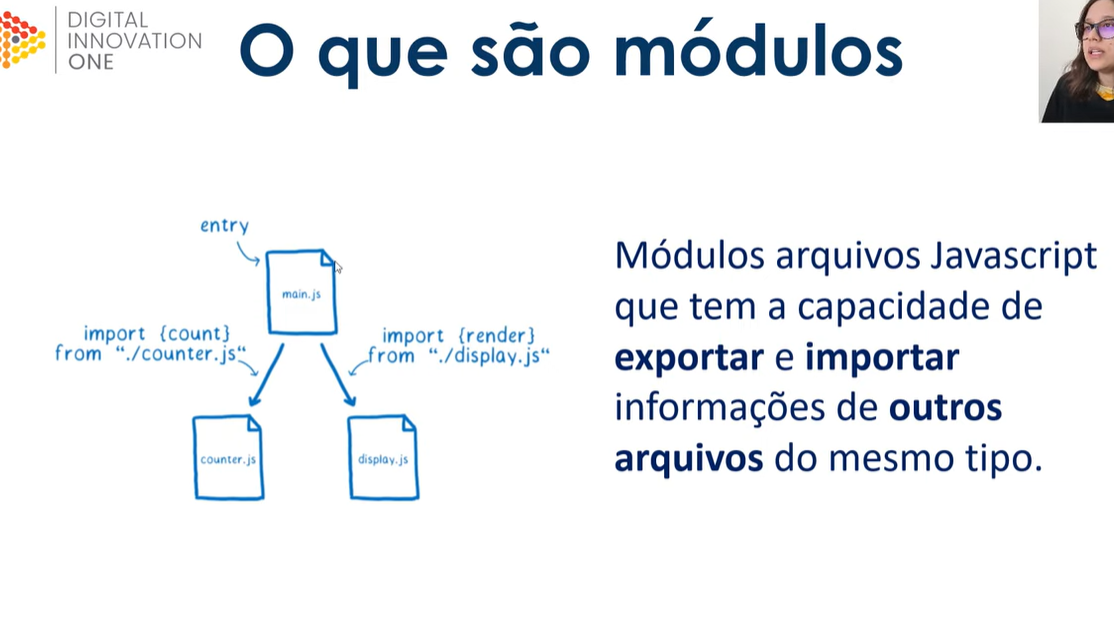 DIGITAL
INNOVATION
ONE
O que são módulos
entry
main.js
import {count}
from "./counter.js"
import {render}
from "./display.js"
counter.js
display.js
Módulos arquivos Javascript
que tem a capacidade de
exportar e importar
informações de outros
arquivos do mesmo tipo.